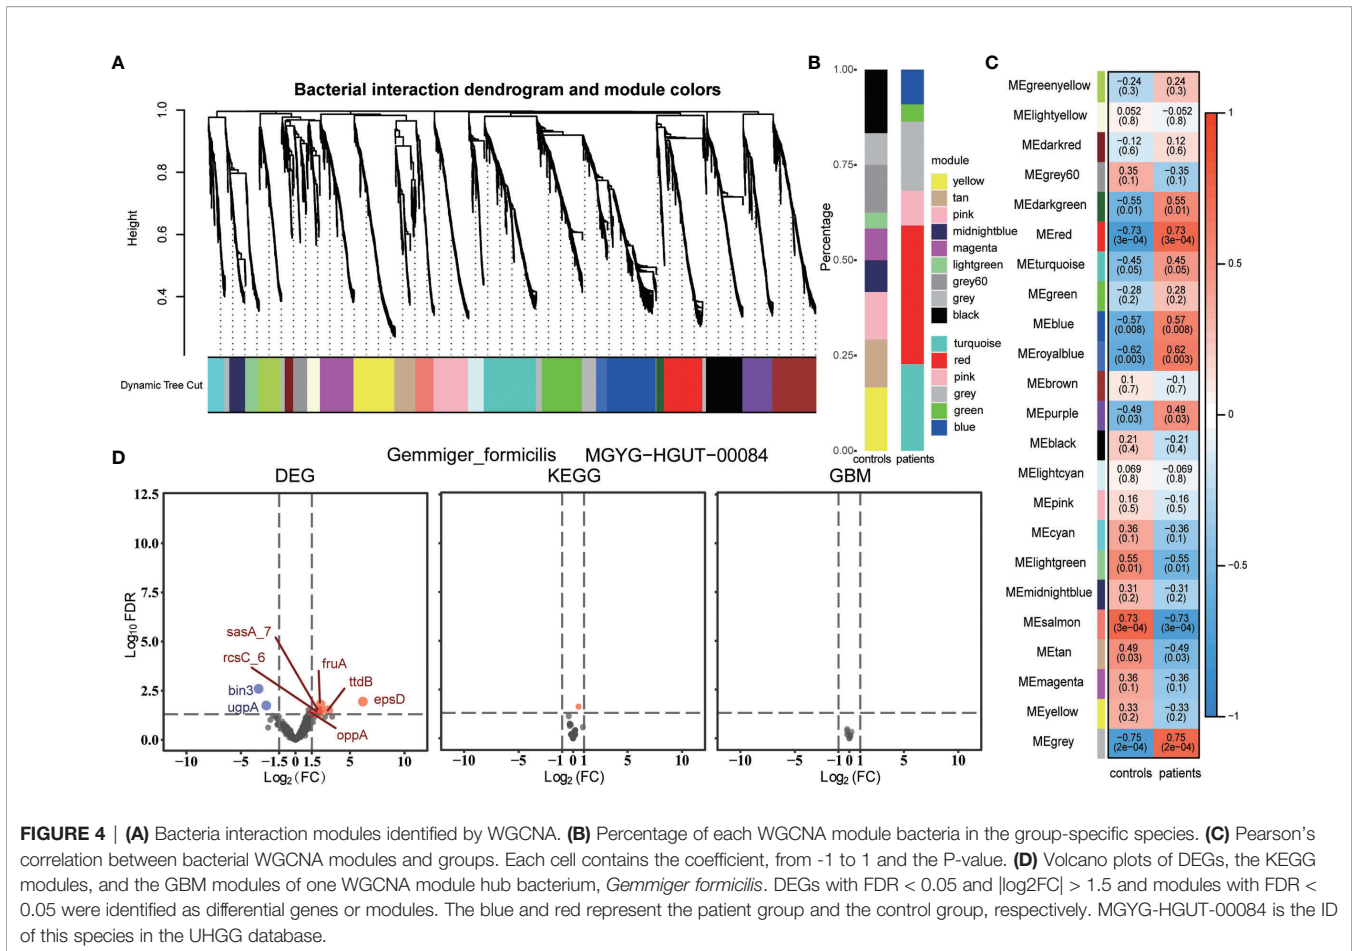 A
Bacterial interaction dendrogram and module colors
Height
1.0
0.8
0.6
0.4
Dynamic Tree Cut
B
Percentage
1.00
0.75
0.50
0.25
0.00
controls patients
module
yellow
tan
pink
midnightblue
magenta
lightgreen
grey60
grey
black
turquoise
red
pink
grey
green
blue
C
MEgreenyellow −0.24 (0.3) 0.24 (0.3)
MElightyellow 0.052 (0.8) −0.052 (0.8)
MEdarkred −0.12 (0.6) 0.12 (0.6)
MEgrey60 0.35 (0.1) −0.35 (0.1)
MEdarkgreen −0.55 (0.01) 0.55 (0.01)
MEred −0.73 (3e−04) 0.73 (3e−04)
MEturquoise −0.45 (0.05) 0.45 (0.05)
MEgreen −0.28 (0.2) 0.28 (0.2)
MEblue −0.57 (0.008) 0.57 (0.008)
MEroyalblue −0.62 (0.003) 0.62 (0.003)
MEbrown 0.1 (0.7) −0.1 (0.7)
MEpurple −0.49 (0.03) 0.49 (0.03)
MEblack 0.21 (0.4) −0.21 (0.4)
MElightcyan 0.069 (0.8) −0.069 (0.8)
MEpink 0.16 (0.5) −0.16 (0.5)
MEcyan 0.36 (0.1) −0.36 (0.1)
MElightgreen 0.55 (0.01) −0.55 (0.01)
MEmidnightblue 0.31 (0.2) −0.31 (0.2)
MEsalmon 0.73 (3e−04) −0.73 (3e−04)
MEtan 0.49 (0.03) −0.49 (0.03)
MEmagenta 0.36 (0.1) −0.36 (0.1)
MEyellow 0.33 (0.2) −0.33 (0.2)
MEgrey −0.75 (2e−04) 0.75 (2e−04)
controls patients
1
0.5
0
−0.5
−1
D
Gemmiger_formicilis MGYG−HGUT−00084
DEG KEGG GBM
Log10 FDR
12.5
10.0
7.5
5.0
2.5
0.0
sasA_7
rcsC_6
fruA
ttdB
bin3
epsD
ugpA
oppA
−10 −5 −1.5 0 1.5 5 10
Log2 (FC)
−10 −5 −1 0 1 5 10
Log2 (FC)
−10 −5 −1 0 1 5 10
Log2 (FC)
FIGURE 4 | (A) Bacteria interaction modules identified by WGCNA. (B) Percentage of each WGCNA module bacteria in the group-specific species. (C) Pearson's
correlation between bacterial WGCNA modules and groups. Each cell contains the coefficient, from -1 to 1 and the P-value. (D) Volcano plots of DEGs, the KEGG
modules, and the GBM modules of one WGCNA module hub bacterium, Gemmiger formicilis. DEGs with FDR < 0.05 and |log2FC| > 1.5 and modules with FDR <
0.05 were identified as differential genes or modules. The blue and red represent the patient group and the control group, respectively. MGYG-HGUT-00084 is the ID
of this species in the UHGG database.